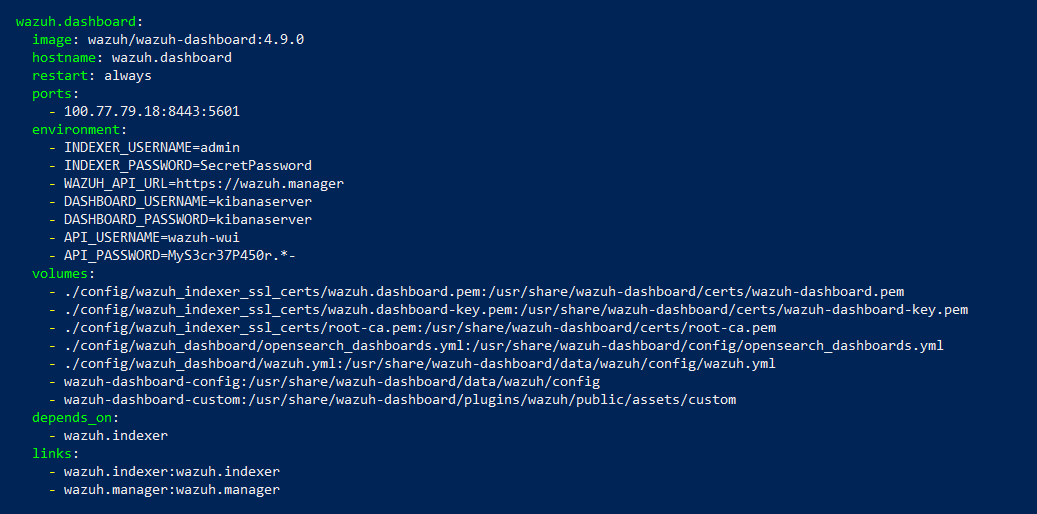 wazuh.dashboard:
image: wazuh/wazuh-dashboard:4.9.0
hostname: wazuh.dashboard
restart: always
ports:
- 100.77.79.18:8443:5601
environment:
- INDEXER_USERNAME=admin
- INDEXER_PASSWORD=SecretPassword
- WAZUH_API_URL=https://wazuh.manager
- DASHBOARD_USERNAME=kibanaserver
- DASHBOARD_PASSWORD=kibanaserver
- API_USERNAME=wazuh-wui
- API_PASSWORD=MyS3cr37P450r.*-
volumes:
- ./config/wazuh_indexer_ssl_certs/wazuh.dashboard.pem:/usr/share/wazuh-dashboard/certs/wazuh-dashboard.pem
- ./config/wazuh_indexer_ssl_certs/wazuh.dashboard-key.pem:/usr/share/wazuh-dashboard/certs/wazuh-dashboard-key.pem
- ./config/wazuh_indexer_ssl_certs/root-ca.pem:/usr/share/wazuh-dashboard/certs/root-ca.pem
- ./config/wazuh_dashboard/opensearch_dashboards.yml:/usr/share/wazuh-dashboard/config/opensearch_dashboards.yml
- ./config/wazuh_dashboard/wazuh.yml:/usr/share/wazuh-dashboard/data/wazuh/config/wazuh.yml
- wazuh-dashboard-config:/usr/share/wazuh-dashboard/data/wazuh/config
- wazuh-dashboard-custom:/usr/share/wazuh-dashboard/plugins/wazuh/public/assets/custom
depends_on:
- wazuh.indexer
links:
- wazuh.indexer:wazuh.indexer
- wazuh.manager:wazuh.manager